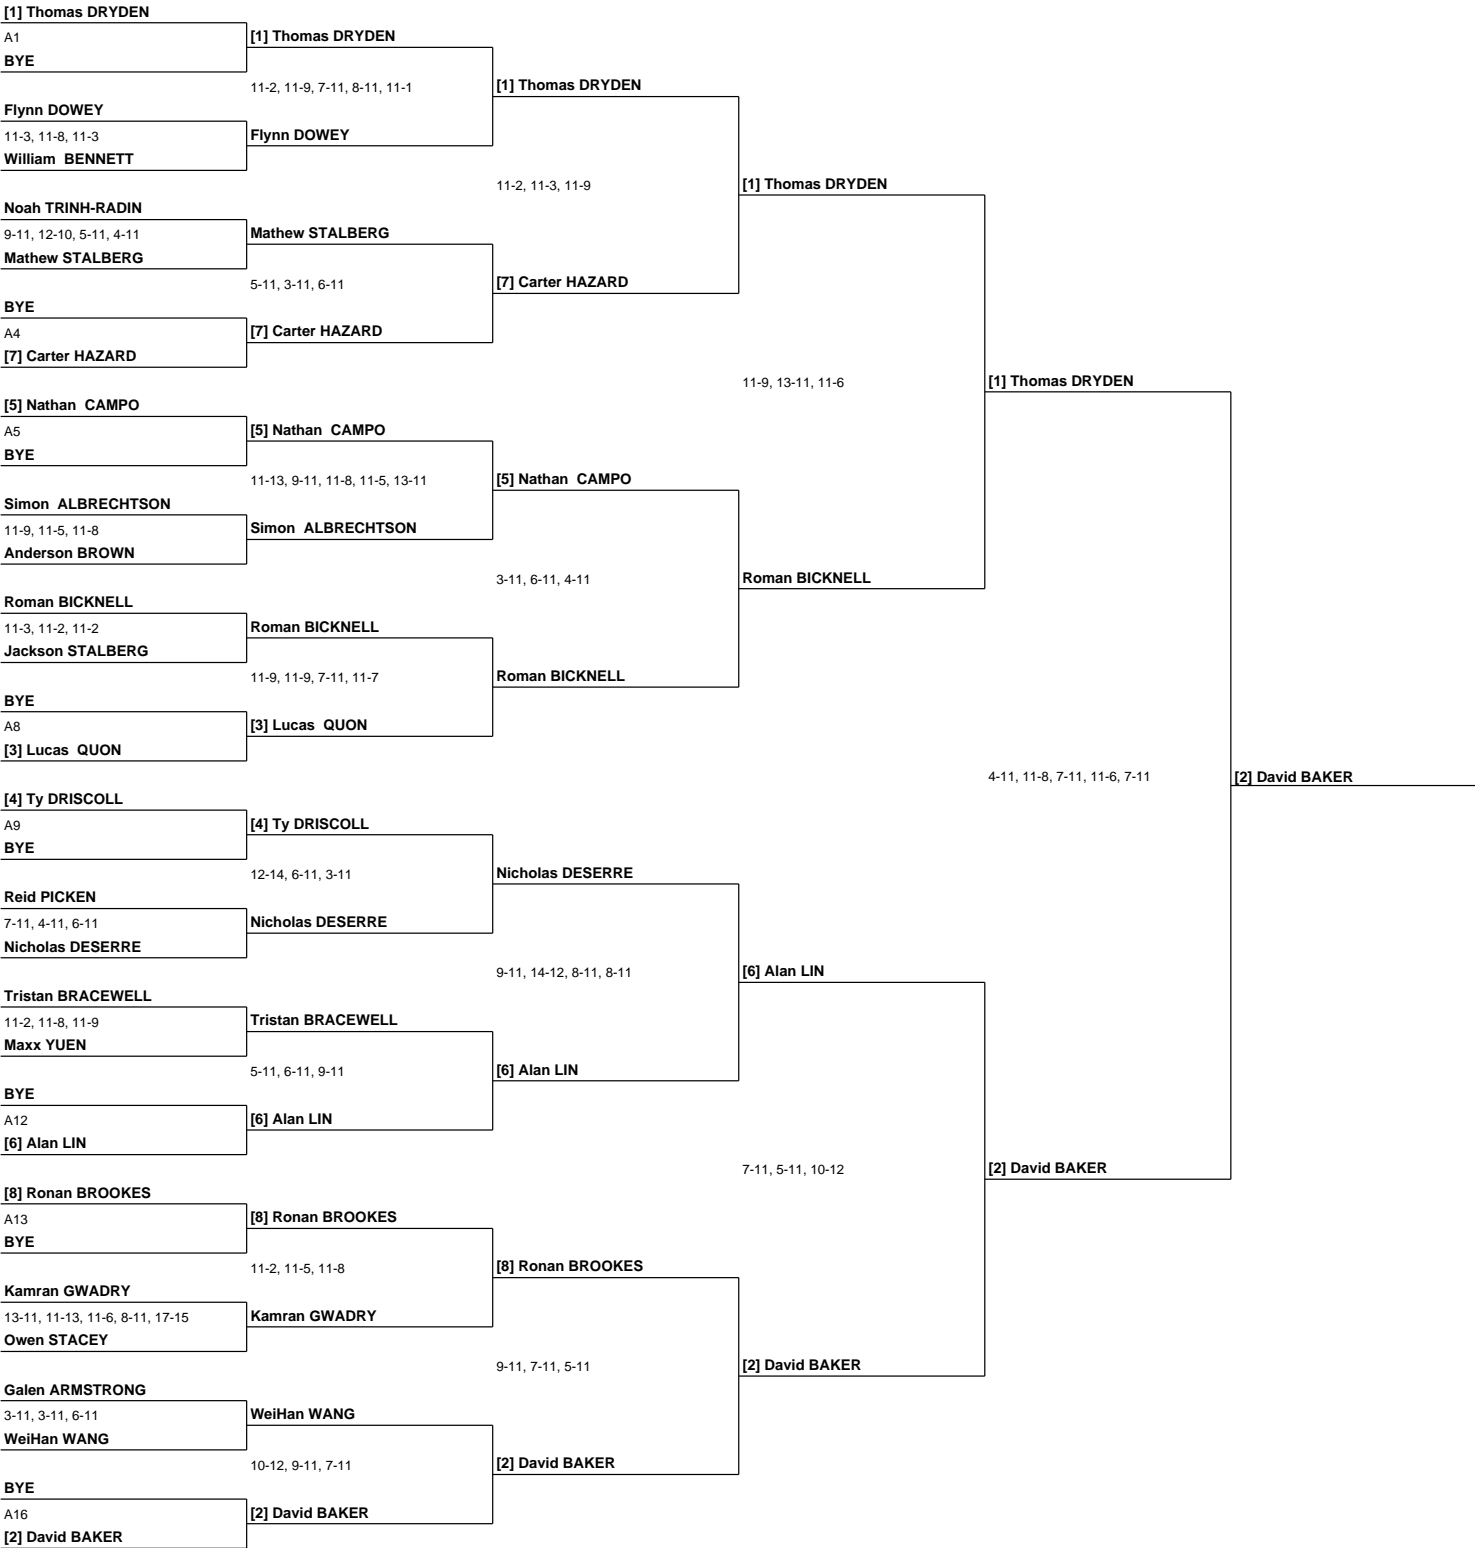 [1] Thomas DRYDEN
A1
BYE
Flynn DOWEY
11-3, 11-8, 11-3
William BENNETT
Noah TRINH-RADIN
9-11, 12-10, 5-11, 4-11
Mathew STALBERG
BYE
A4
[7] Carter HAZARD
[5] Nathan CAMPO
A5
BYE
Simon ALBRECHTSON
11-9, 11-5, 11-8
Anderson BROWN
Roman BICKNELL
11-3, 11-2, 11-2
Jackson STALBERG
BYE
A8
[3] Lucas QUON
[4] Ty DRISCOLL
A9
BYE
Reid PICKEN
7-11, 4-11, 6-11
Nicholas DESERRE
Tristan BRACEWELL
11-2, 11-8, 11-9
Maxx YUEN
BYE
A12
[6] Alan LIN
[8] Ronan BROOKES
A13
BYE
Kamran GWADRY
13-11, 11-13, 11-6, 8-11, 17-15
Owen STACEY
Galen ARMSTRONG
3-11, 3-11, 6-11
WeiHan WANG
BYE
A16
[2] David BAKER
[1] Thomas DRYDEN
11-2, 11-9, 7-11, 8-11, 11-1
Flynn DOWEY
Mathew STALBERG
5-11, 3-11, 6-11
[7] Carter HAZARD
[5] Nathan CAMPO
11-13, 9-11, 11-8, 11-5, 13-11
Simon ALBRECHTSON
Roman BICKNELL
11-9, 11-9, 7-11, 11-7
[3] Lucas QUON
[4] Ty DRISCOLL
12-14, 6-11, 3-11
Nicholas DESERRE
Tristan BRACEWELL
5-11, 6-11, 9-11
[6] Alan LIN
[8] Ronan BROOKES
11-2, 11-5, 11-8
Kamran GWADRY
WeiHan WANG
10-12, 9-11, 7-11
[2] David BAKER
[1] Thomas DRYDEN
11-2, 11-3, 11-9
[7] Carter HAZARD
[5] Nathan CAMPO
3-11, 6-11, 4-11
Roman BICKNELL
Nicholas DESERRE
9-11, 14-12, 8-11, 8-11
[6] Alan LIN
[8] Ronan BROOKES
9-11, 7-11, 5-11
[2] David BAKER
[1] Thomas DRYDEN
11-9, 13-11, 11-6
Roman BICKNELL
[6] Alan LIN
7-11, 5-11, 10-12
[2] David BAKER
[1] Thomas DRYDEN
4-11, 11-8, 7-11, 11-6, 7-11
[2] David BAKER
[2] David BAKER